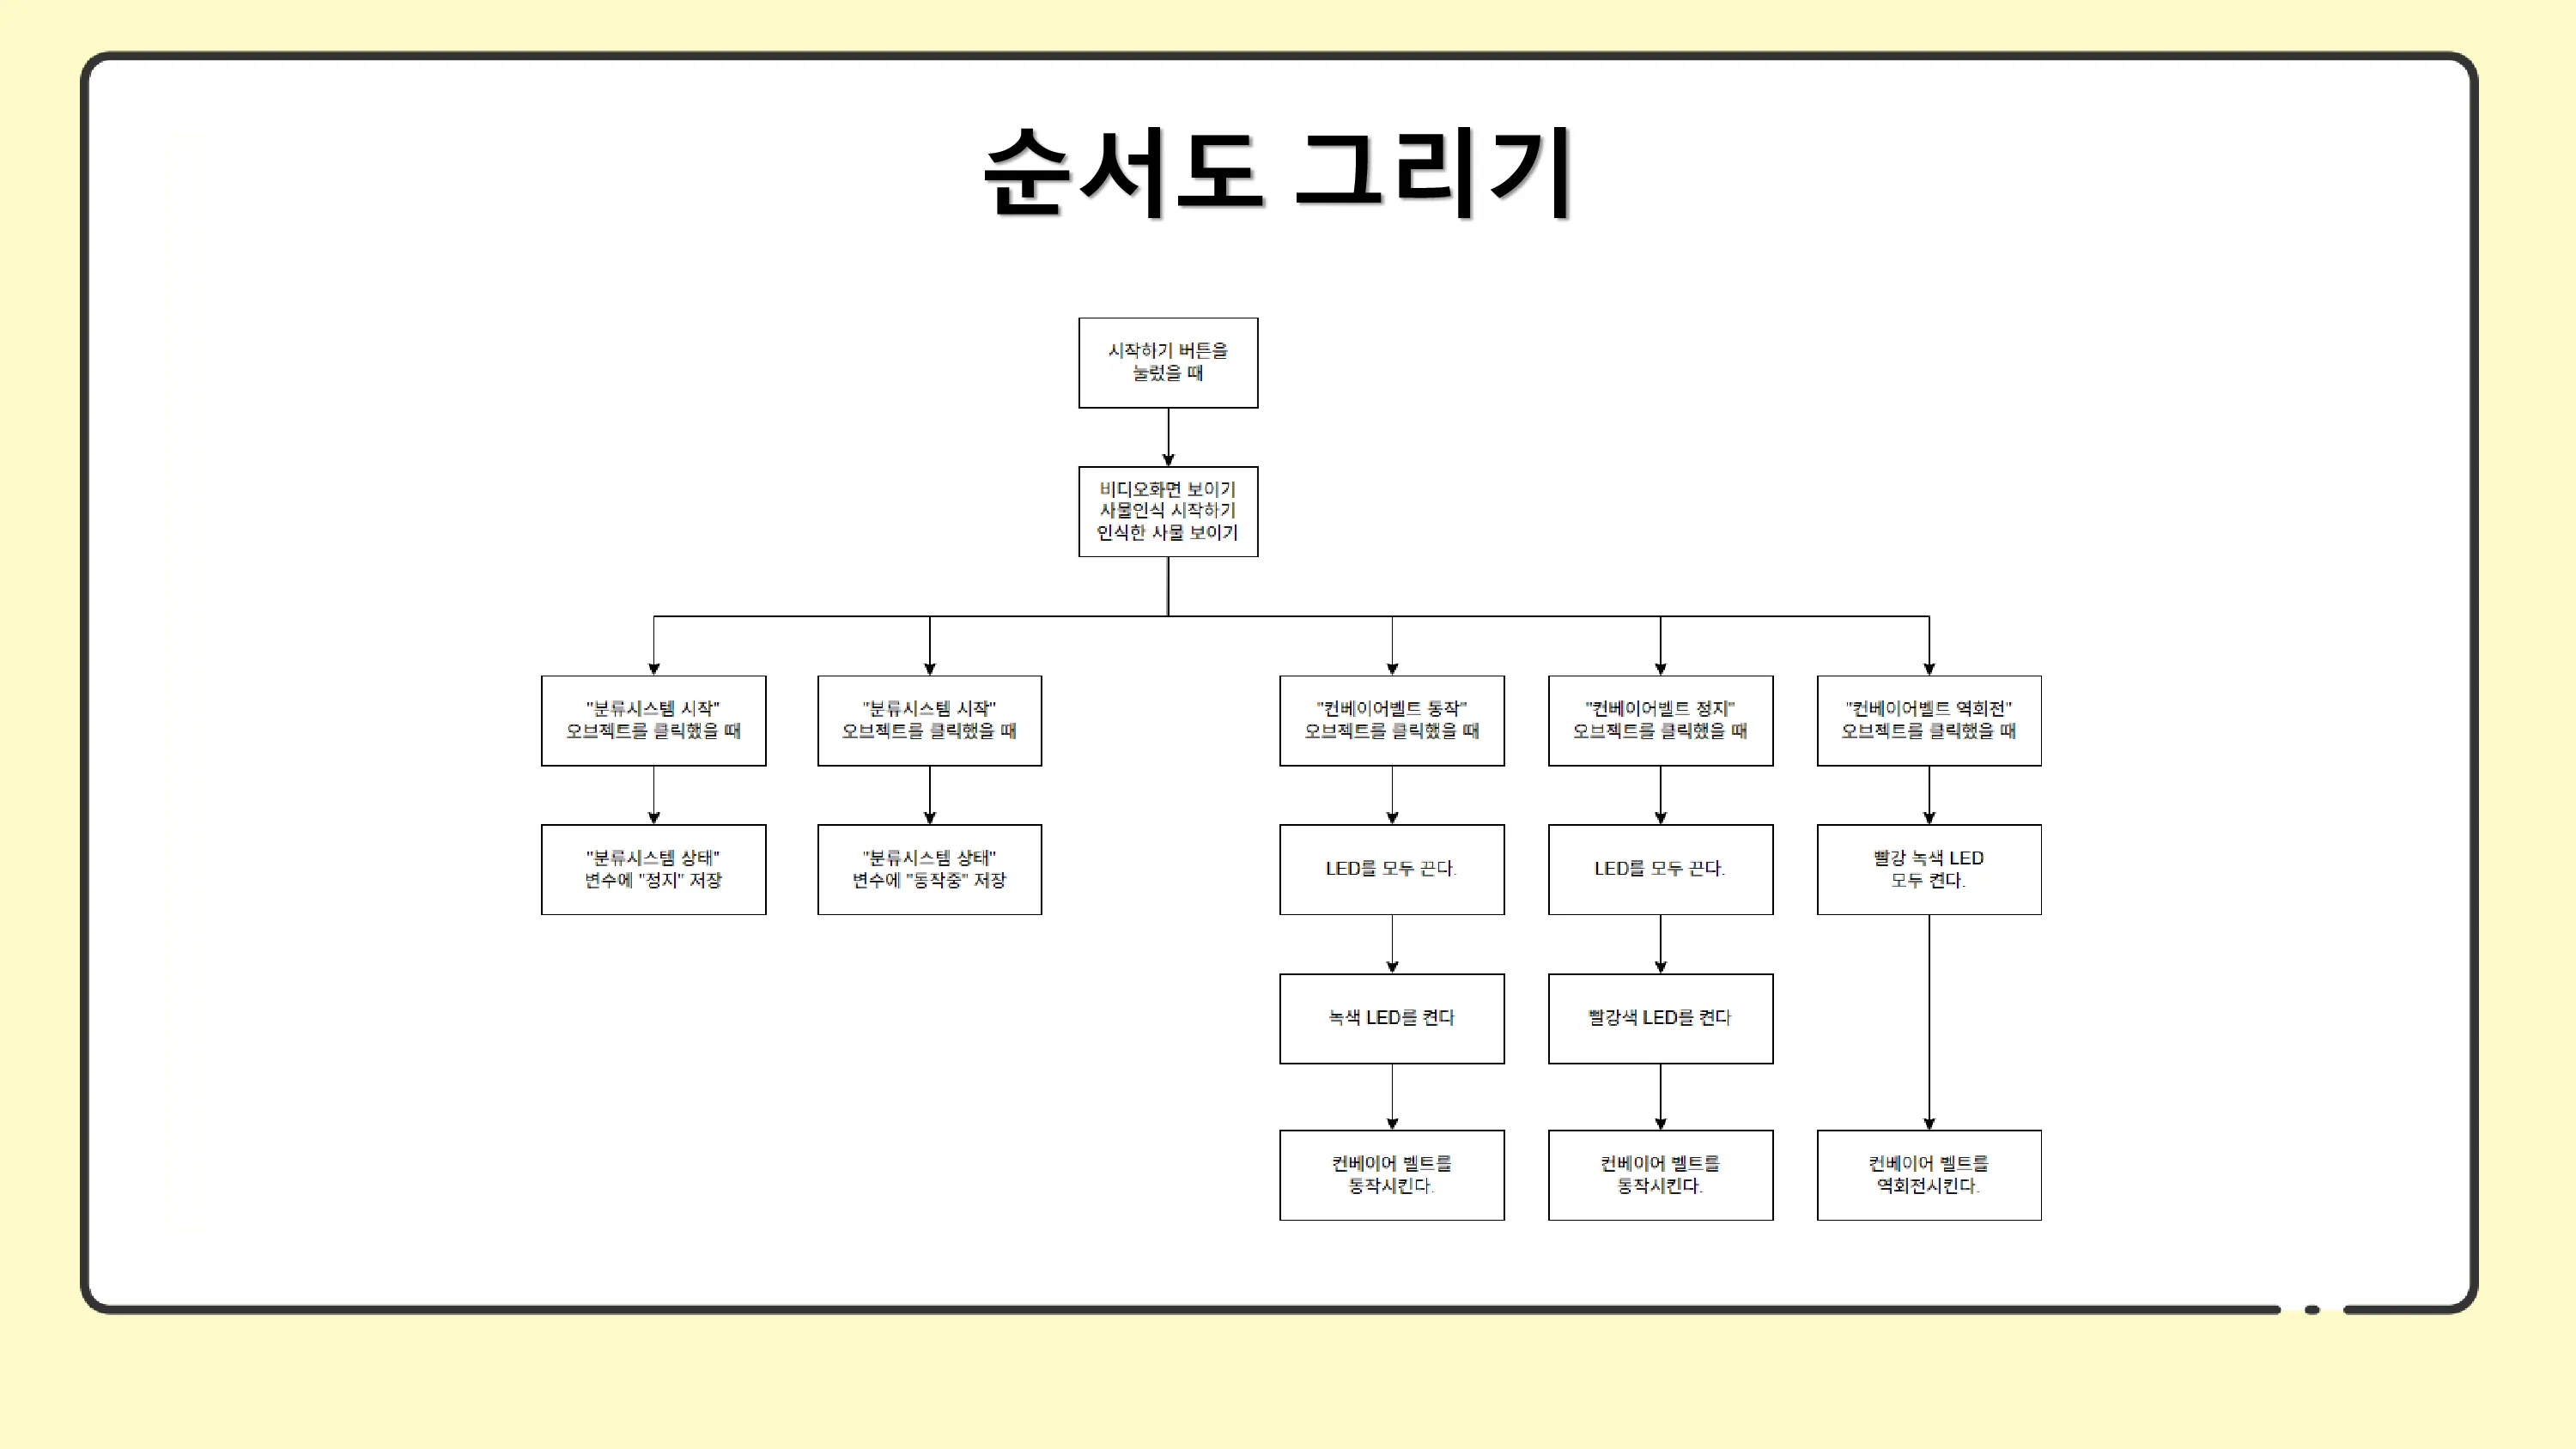 순서도 그리기
시작하기 버튼을
눌렀을 때
비디오화면 보이기
사물인식 시작하기
인식한 사물 보이기
"분류시스템 시작"
오브젝트를 클릭했을 때
"분류시스템 시작"
오브젝트를 클릭했을 때
"컨베이어벨트 동작"
오브젝트를 클릭했을 때
"컨베이어벨트 정지"
오브젝트를 클릭했을 때
"컨베이어벨트 역회전"
오브젝트를 클릭했을 때
"분류시스템 상태"
변수에 "정지" 저장
"분류시스템 상태"
변수에 "동작중" 저장
LED를 모두 끈다.
LED를 모두 끈다.
빨강 녹색 LED
모두 켠다.
녹색 LED를 켠다
빨강색 LED를 켠다
컨베이어 벨트를
동작시킨다.
컨베이어 벨트를
동작시킨다.
컨베이어 벨트를
역회전시킨다.